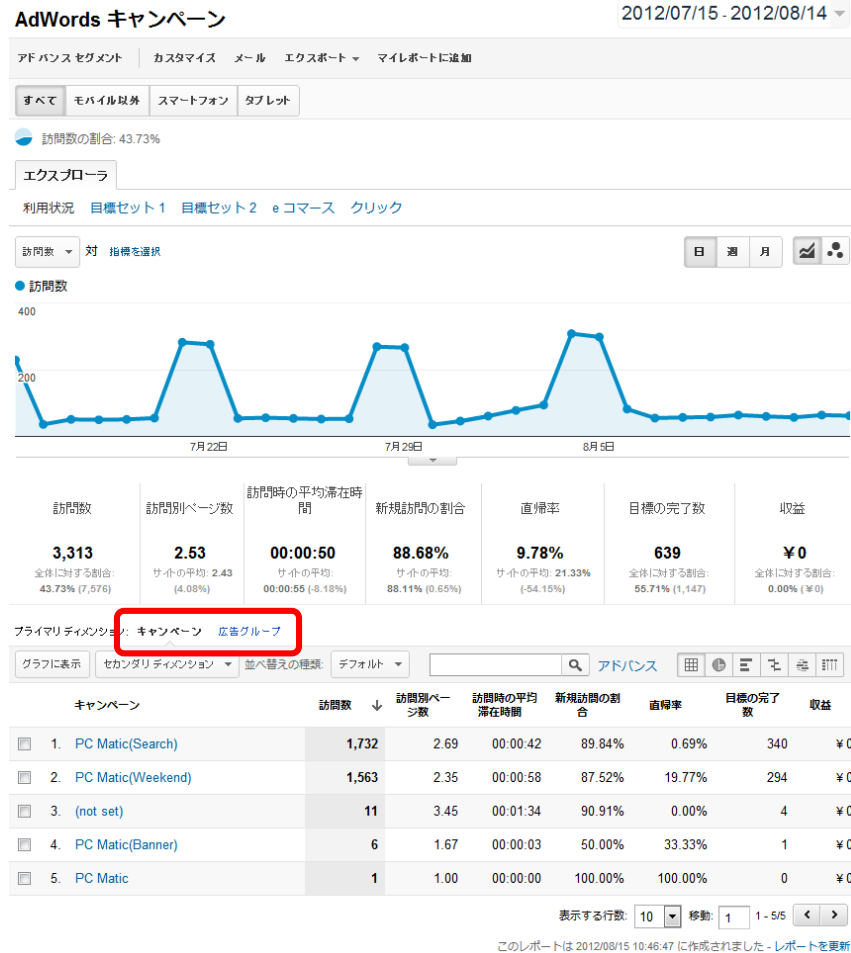 AdWords キャンペーン
2012/07/15 - 2012/08/14
アドバンス セグメント カスタマイズ メール エクスポート マイレポートに追加
すべて モバイル以外 スマートフォン タブレット
訪問数の割合: 43.73%
エクスプローラ
利用状況 目標セット 1 目標セット 2 e コマース クリック
訪問数 対 指標を選択 日 週 月
訪問数
400
200
7月22日 7月29日 8月5日
訪問数 訪問別ページ数 訪問時の平均滞在時間 新規訪問の割合 直帰率 目標の完了数 収益
3,313 2.53 00:00:50 88.68% 9.78% 639 ¥0
全体に対する割合: サイトの平均: 2.43 サイトの平均: サイトの平均: サイトの平均: 21.33% 全体に対する割合: 全体に対する割合:
43.73% (7,576) (4.08%) 00:00:55 (-8.18%) 88.11% (0.65%) (-54.15%) 55.71% (1,147) 0.00% (¥0)
プライマリ ディメンション: キャンペーン 広告グループ
グラフに表示 セカンダリ ディメンション 並べ替えの種類: デフォルト アドバンス
キャンペーン 訪問数 訪問別ページ数 訪問時の平均滞在時間 新規訪問の割合 直帰率 目標の完了数 収益
1. PC Matic(Search) 1,732 2.69 00:00:42 89.84% 0.69% 340 ¥0
2. PC Matic(Weekend) 1,563 2.35 00:00:58 87.52% 19.77% 294 ¥0
3. (not set) 11 3.45 00:01:34 90.91% 0.00% 4 ¥0
4. PC Matic(Banner) 6 1.67 00:00:03 50.00% 33.33% 1 ¥0
5. PC Matic 1 1.00 00:00:00 100.00% 100.00% 0 ¥0
表示する行数: 10 移動: 1 1 - 5/5
このレポートは 2012/08/15 10:46:47 に作成されました - レポートを更新